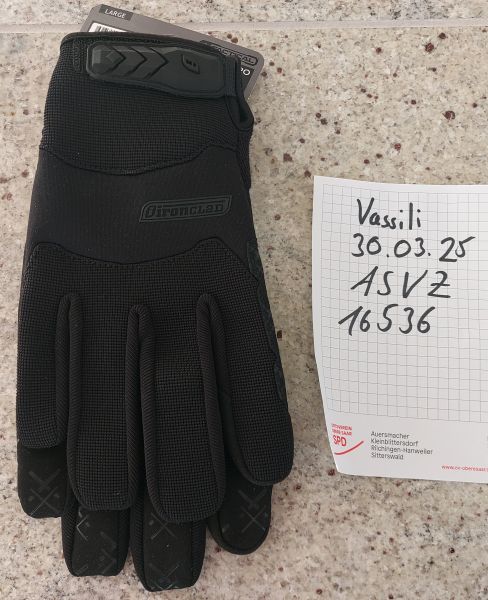 LARGE
ironclad
Vassili
30.03.25
ASVZ
16536
SPD
Auersmacher
Kleinblittersdorf
Rilchingen-Hanweiler
Sitterswald